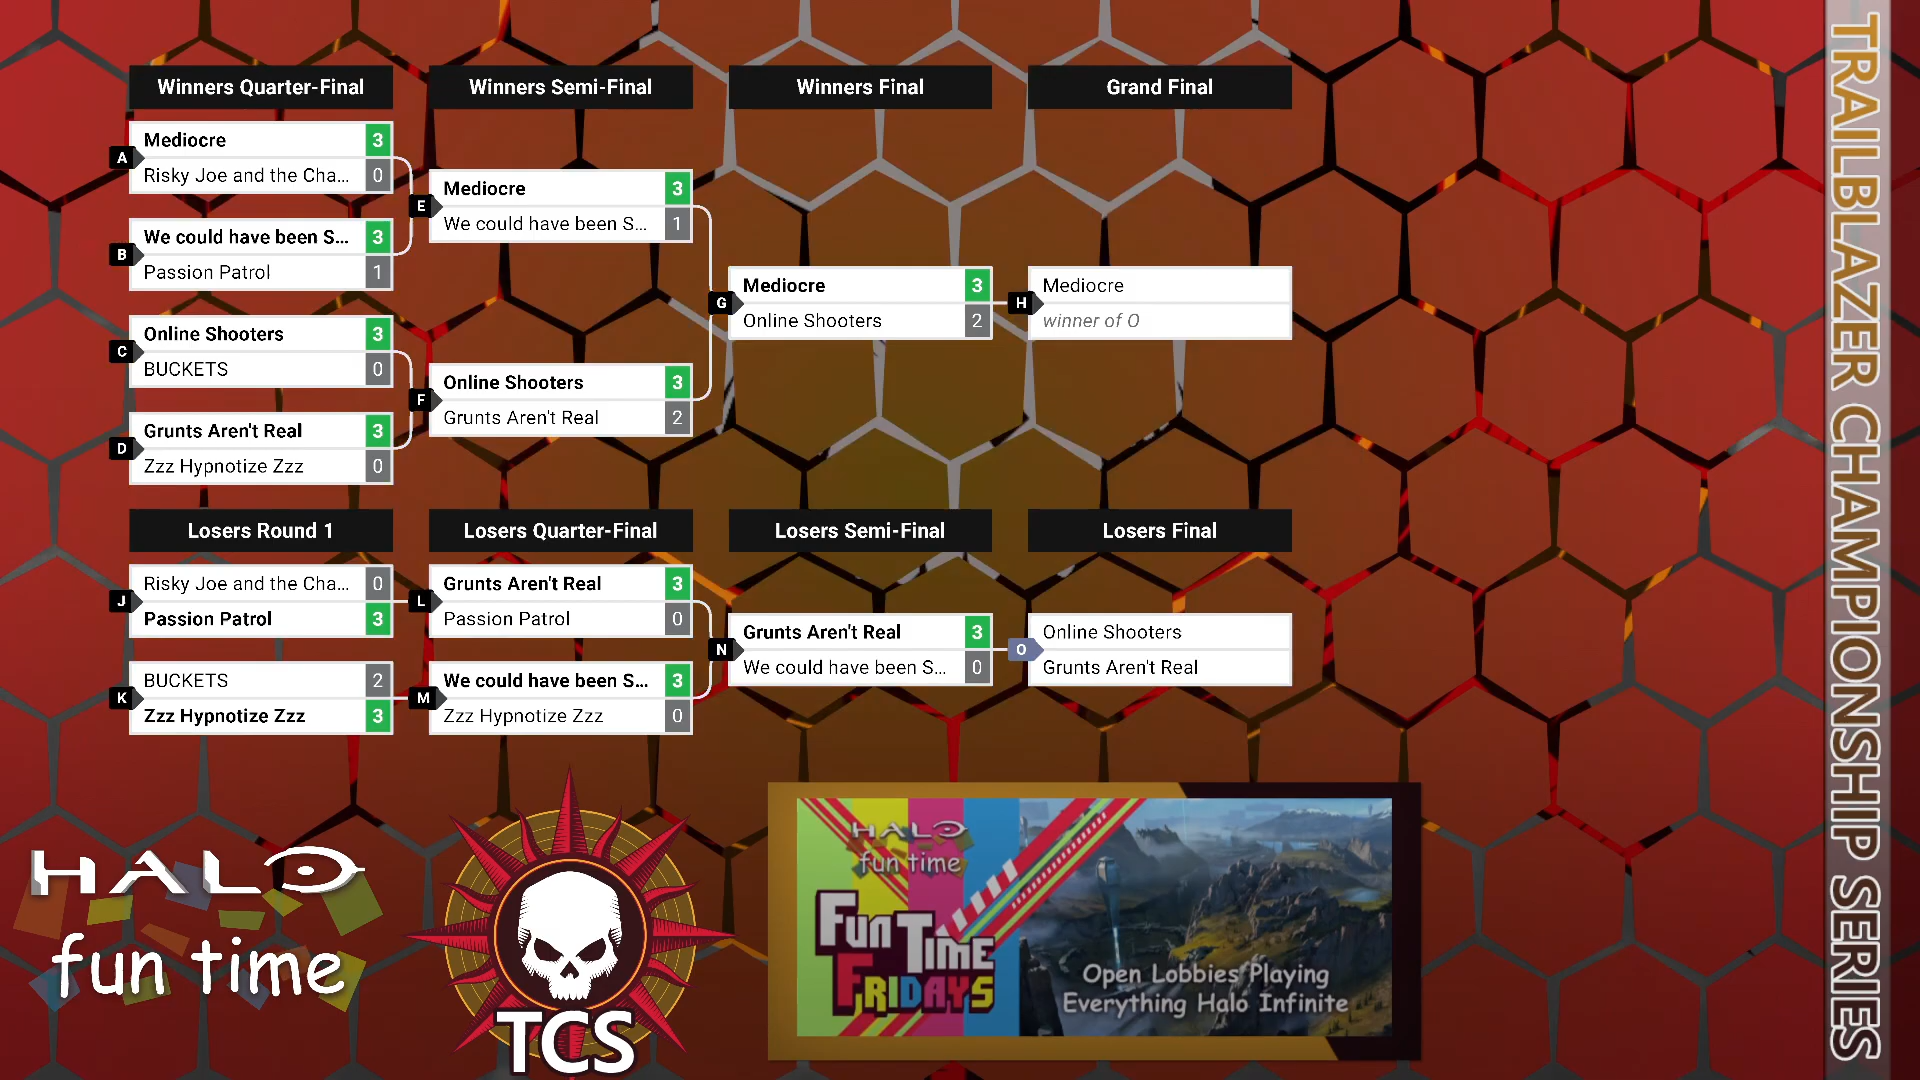 Winners Quarter-Final
Winners Semi-Final
Winners Final
Grand Final
A
Mediocre 3
Risky Joe and the Cha... 0
B
We could have been S... 3
Passion Patrol 1
C
Online Shooters 3
BUCKETS 0
D
Grunts Aren't Real 3
Zzz Hypnotize Zzz 0
E
Mediocre 3
We could have been S... 1
F
Online Shooters 3
Grunts Aren't Real 2
G
Mediocre 3
Online Shooters 2
H
Mediocre
winner of O
Losers Round 1
Losers Quarter-Final
Losers Semi-Final
Losers Final
J
Risky Joe and the Cha... 0
Passion Patrol 3
K
BUCKETS 2
Zzz Hypnotize Zzz 3
L
Grunts Aren't Real 3
Passion Patrol 0
M
We could have been S... 3
Zzz Hypnotize Zzz 0
N
Grunts Aren't Real 3
We could have been S... 0
O
Online Shooters
Grunts Aren't Real
HALO
fun time
TCS
HALO
fun time
FUN TIME
FRIDAYS
Open Lobbies Playing
Everything Halo Infinite
TRAILBLAZER CHAMPIONSHIP SERIES